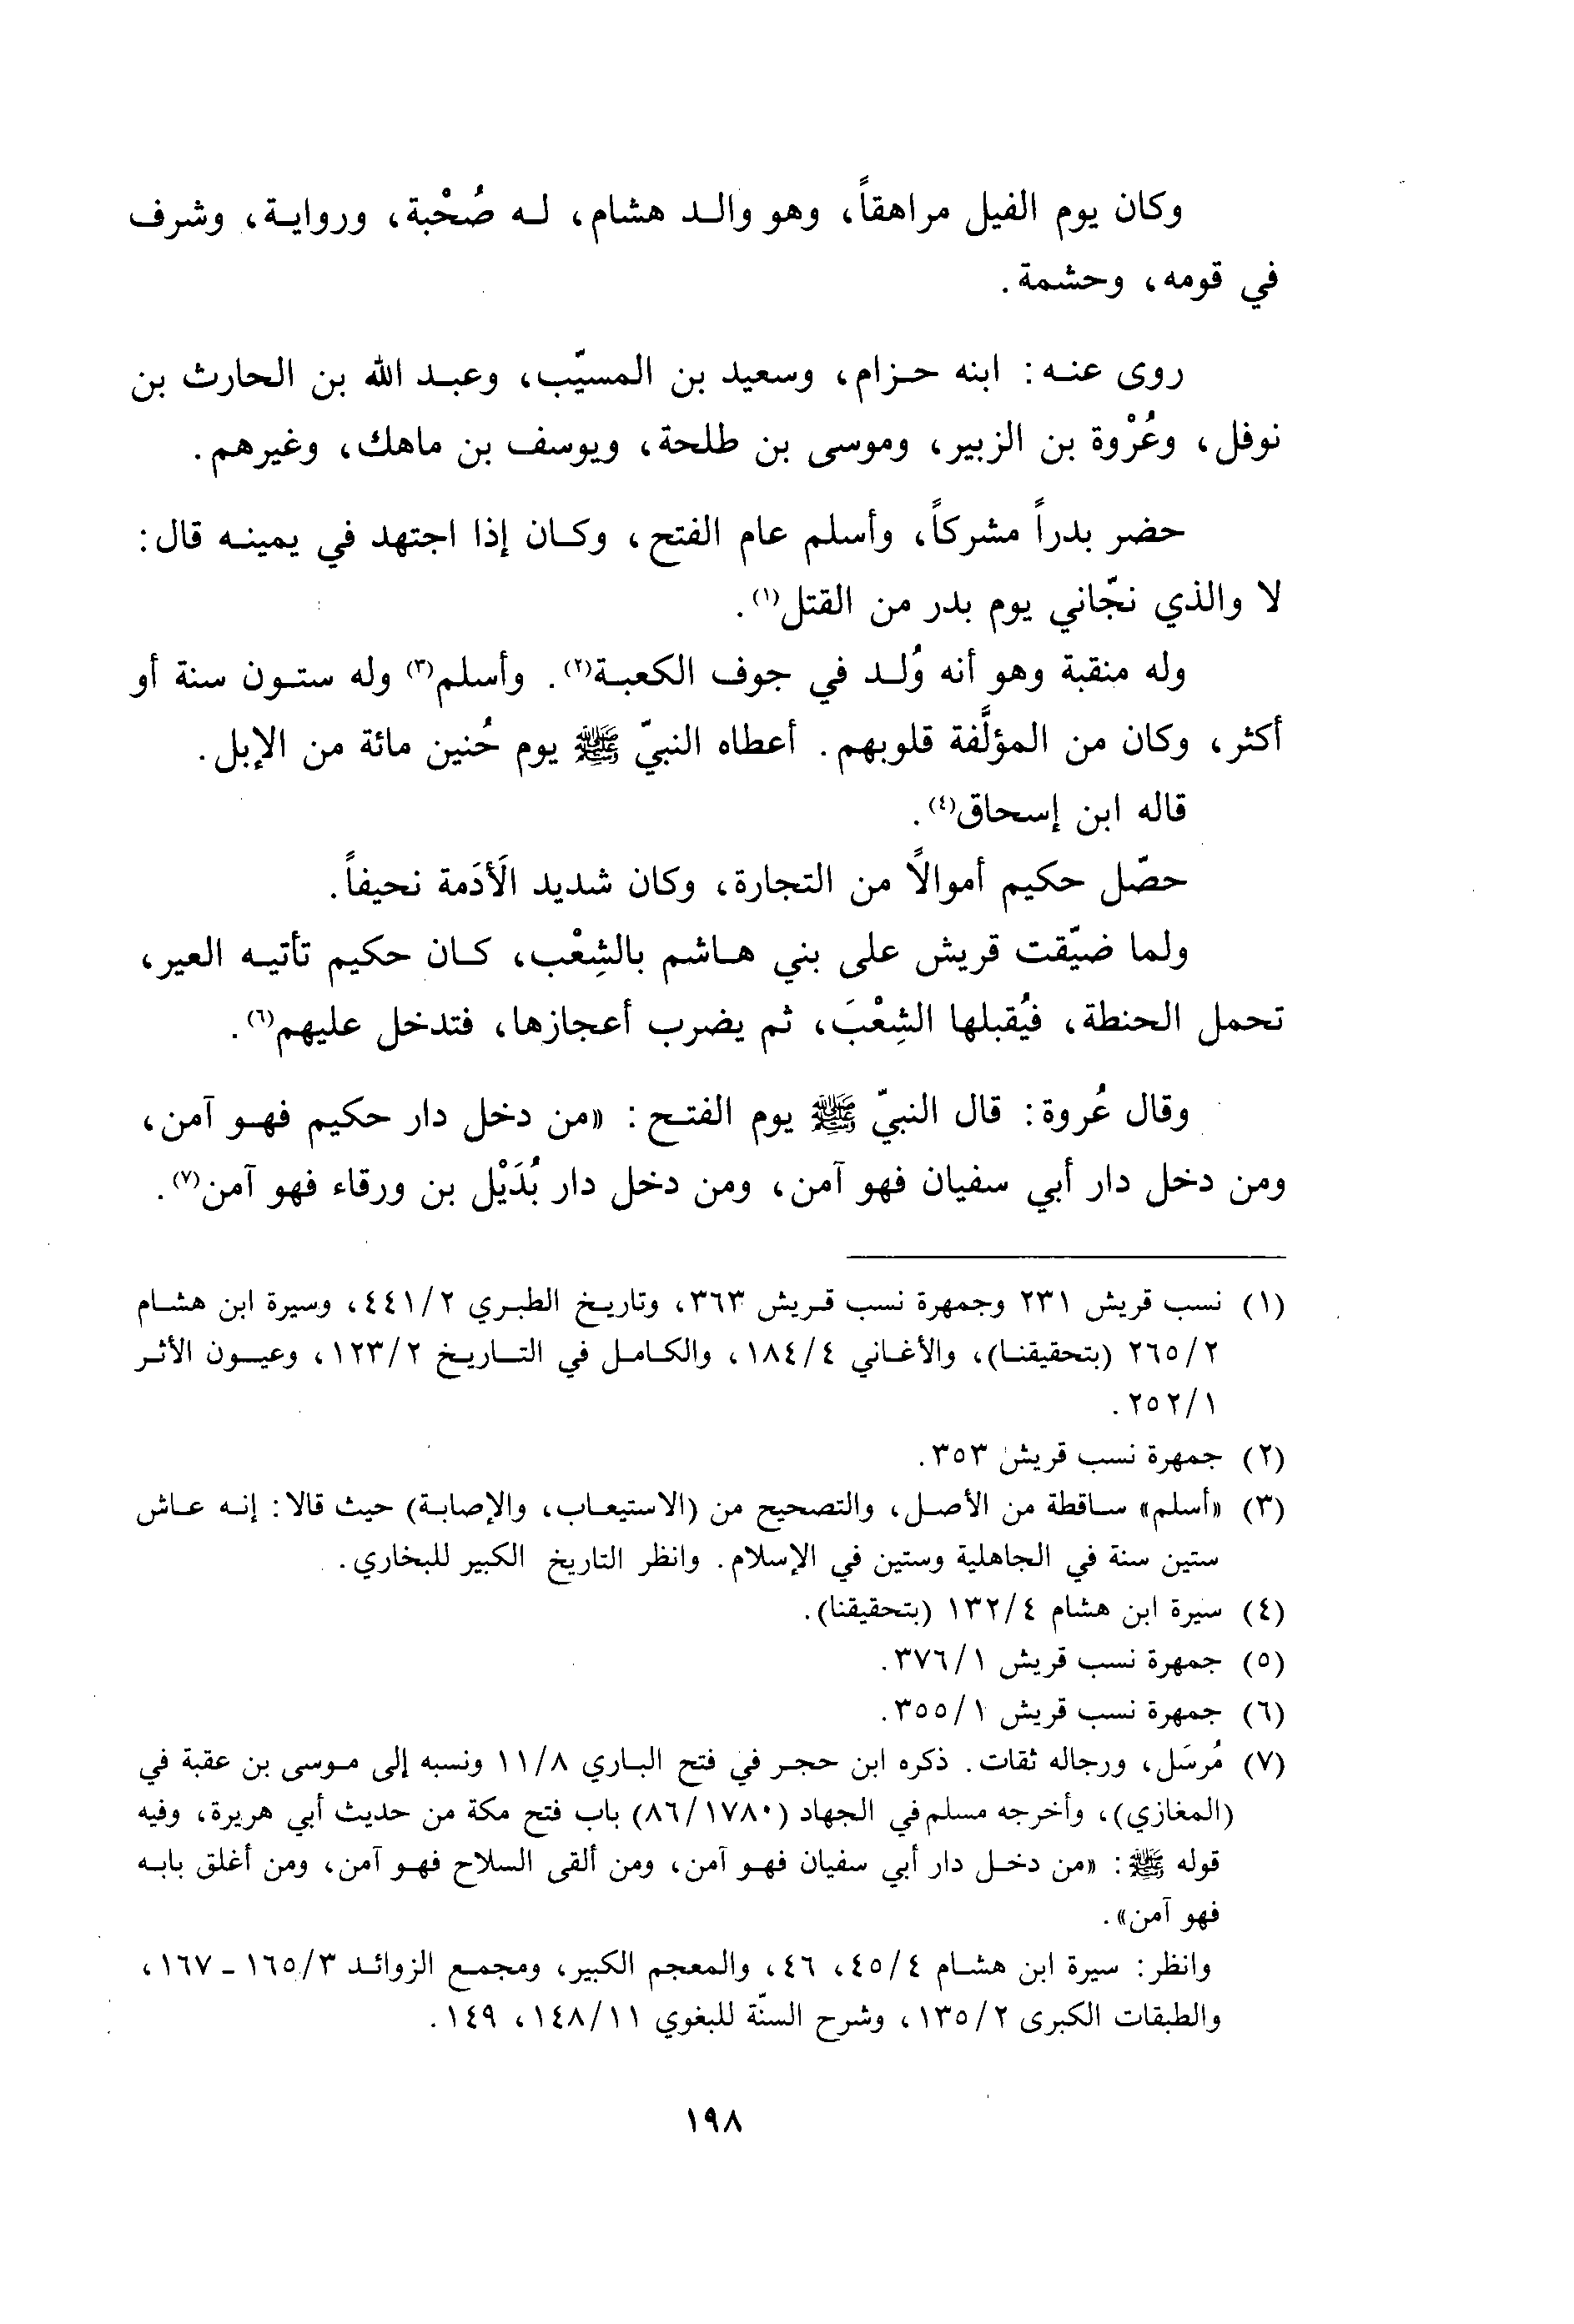 وكان يوم الفيل مراهقاً، وهو والد هشام، له صُحْبة، ورواية، وشرف
في قومه، وحشمة.
روى عنه: ابنه حزام، وسعيد بن المسيّب، وعبد الله بن الحارث بن
نوفل، وعُرْوة بن الزبير، وموسى بن طلحة، ويوسف بن ماهك، وغيرهم.
حضر بدراً مشركاً، وأسلم عام الفتح، وكان إذا اجتهد في يمينه قال:
لا والذي نجّاني يوم بدر من القتل(١).
وله منقبة وهو أنه وُلد في جوف الكعبة(٢). وأسلم(٣) وله ستون سنة أو
أكثر، وكان من المؤلَّفة قلوبهم. أعطاه النبيّ ﷺ يوم حُنين مائة من الإبل.
قاله ابن إسحاق(٤).
حصّل حكيم أموالاً من التجارة، وكان شديد الَأدَمة نحيفاً.
ولما ضيّقت قريش على بني هاشم بالشِعْب، كان حكيم تأتيه العير،
تحمل الحنطة، فيُقبلها الشِعْبَ، ثم يضرب أعجازها، فتدخل عليهم(٦).
وقال عُروة: قال النبيّ ﷺ يوم الفتح: «من دخل دار حكيم فهو آمن،
ومن دخل دار أبي سفيان فهو آمن، ومن دخل دار بُدَيْل بن ورقاء فهو آمن(٧).
(١) نسب قريش ٢٣١ وجمهرة نسب قريش ٣٦٣، وتاريخ الطبري ٤٤١/٢، وسيرة ابن هشام
٢٦٥/٢ (بتحقيقنا)، والأغاني ١٨٤/٤، والكامل في التاريخ ١٢٣/٢، وعيون الأثر
٢٥٢/١.
(٢) جمهرة نسب قريش ٣٥٣.
(٣) «أسلم» ساقطة من الأصل، والتصحيح من (الاستيعاب، والإصابة) حيث قالا: إنه عاش
ستين سنة في الجاهلية وستين في الإسلام. وانظر التاريخ الكبير للبخاري.
(٤) سيرة ابن هشام ١٣٢/٤ (بتحقيقنا).
(٥) جمهرة نسب قريش ٣٧٦/١.
(٦) جمهرة نسب قريش ٣٥٥/١.
(٧) مُرسَل، ورجاله ثقات. ذكره ابن حجر في فتح الباري ١١/٨ ونسبه إلى موسى بن عقبة في
(المغازي)، وأخرجه مسلم في الجهاد (٨٦/١٧٨٠) باب فتح مكة من حديث أبي هريرة، وفيه
قوله ﷺ: «من دخل دار أبي سفيان فهو آمن، ومن ألقى السلاح فهو آمن، ومن أغلق بابه
فهو آمن».
وانظر: سيرة ابن هشام ٤٥/٤، ٤٦، والمعجم الكبير، ومجمع الزوائد ١٦٥/٣ - ١٦٧،
والطبقات الكبرى ١٣٥/٢، وشرح السنّة للبغوي ١٤٨/١١، ١٤٩.
١٩٨